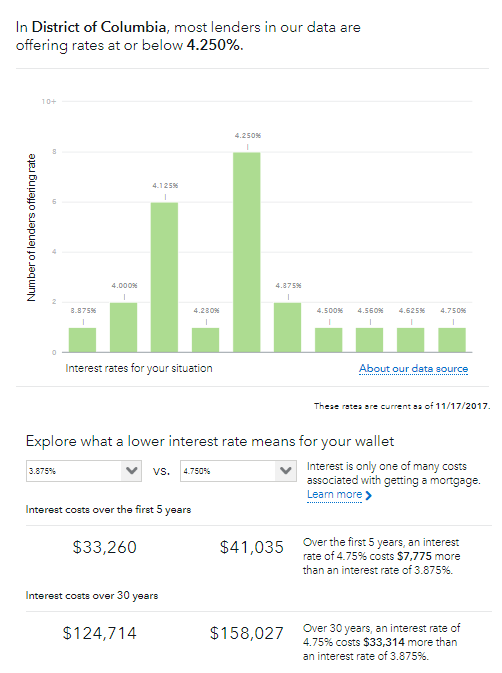 In District of Columbia, most lenders in our data are
offering rates at or below 4.250%.
10+
8
6
4
2
0
Number of lenders offering rate
3.875%
4.000%
4.125%
4.230%
4.250%
4.375%
4.500%
4.560%
4.625%
4.750%
Interest rates for your situation
About our data source
These rates are current as of 11/17/2017.
Explore what a lower interest rate means for your wallet
3.875% vs. 4.750%
Interest is only one of many costs
associated with getting a mortgage.
Learn more
Interest costs over the first 5 years
$33,260 $41,035
Over the first 5 years, an interest
rate of 4.75% costs $7,775 more
than an interest rate of 3.875%.
Interest costs over 30 years
$124,714 $158,027
Over 30 years, an interest rate of
4.75% costs $33,314 more than
an interest rate of 3.875%.